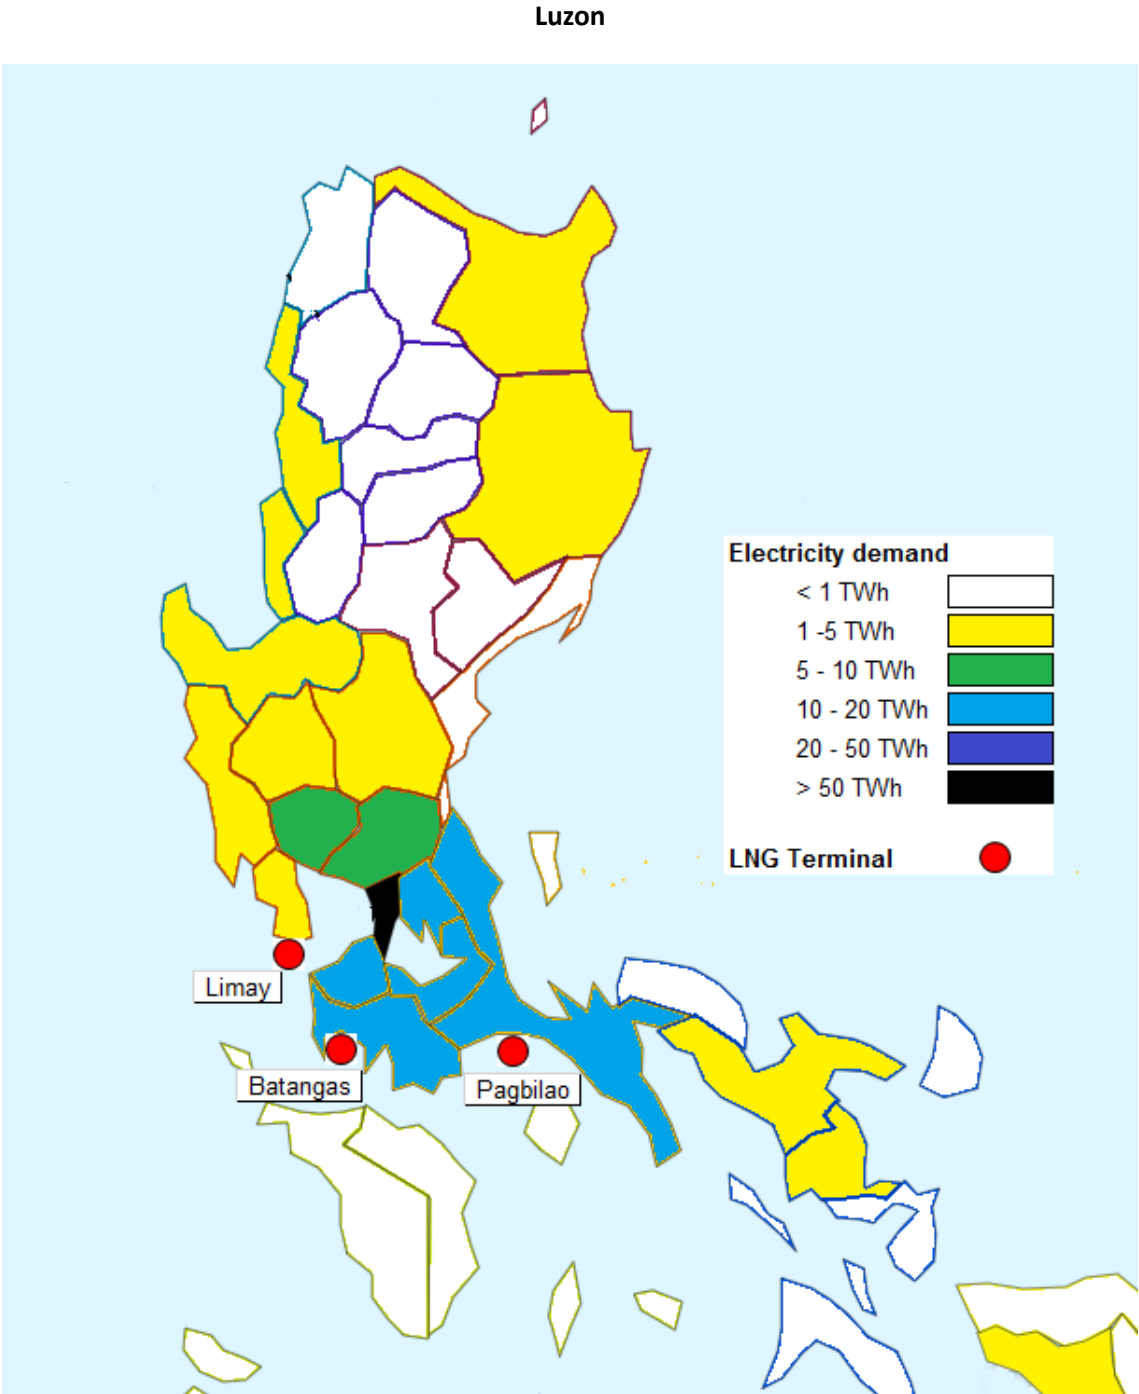 Luzon
Electricity demand
< 1 TWh
1 -5 TWh
5 - 10 TWh
10 - 20 TWh
20 - 50 TWh
> 50 TWh
LNG Terminal
Limay
Batangas
Pagbilao